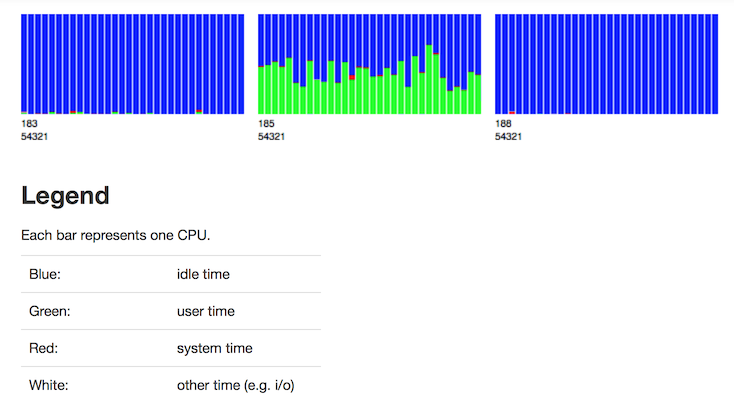 183
54321
185
54321
188
54321
Legend
Each bar represents one CPU.
Blue: idle time
Green: user time
Red: system time
White: other time (e.g. i/o)